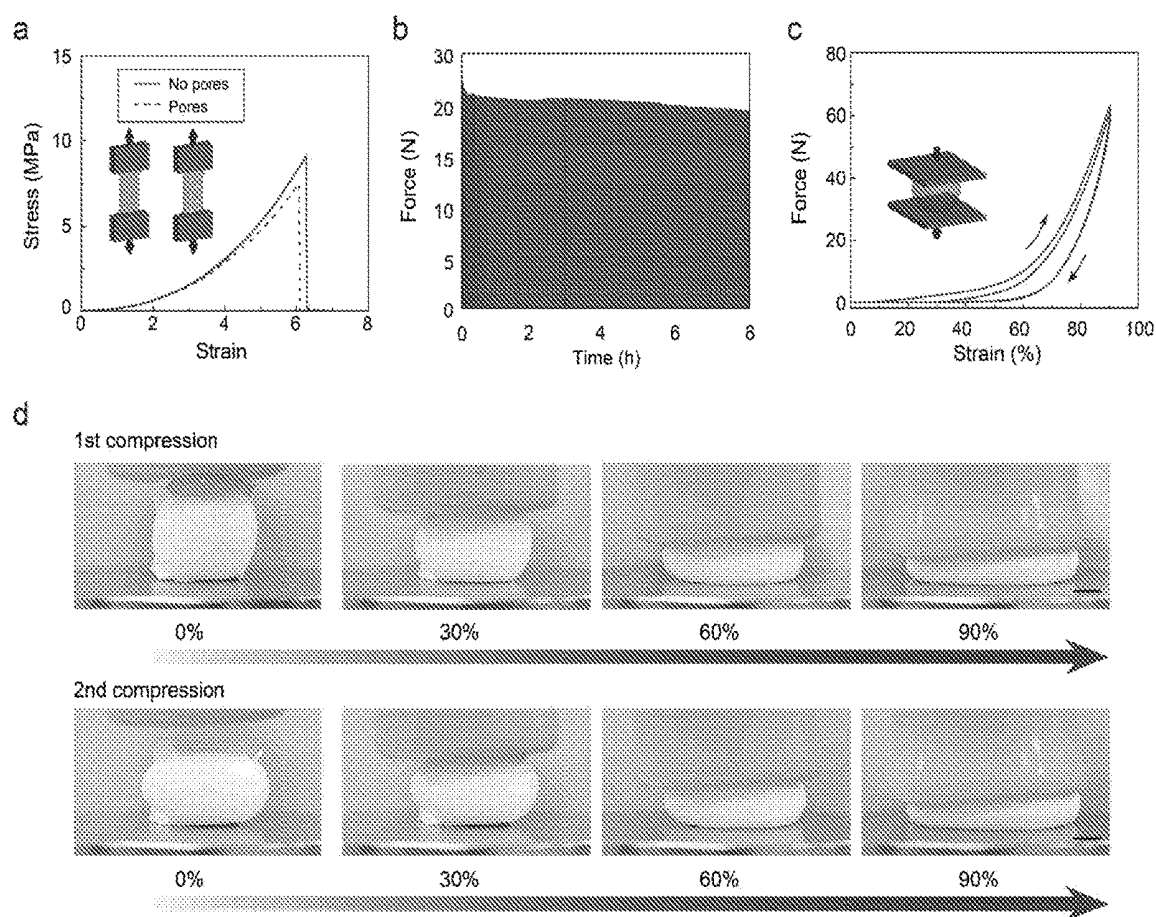 a
b
c
15
10
5
0
Stress (MPa)
No pores
Pores
0 2 4 6 8
Strain
30
25
20
15
10
5
0
Force (N)
0 2 4 6 8
Time (h)
80
60
40
20
0
Force (N)
0 20 40 60 80 100
Strain (%)
d
1st compression
0% 30% 60% 90%
2nd compression
0% 30% 60% 90%